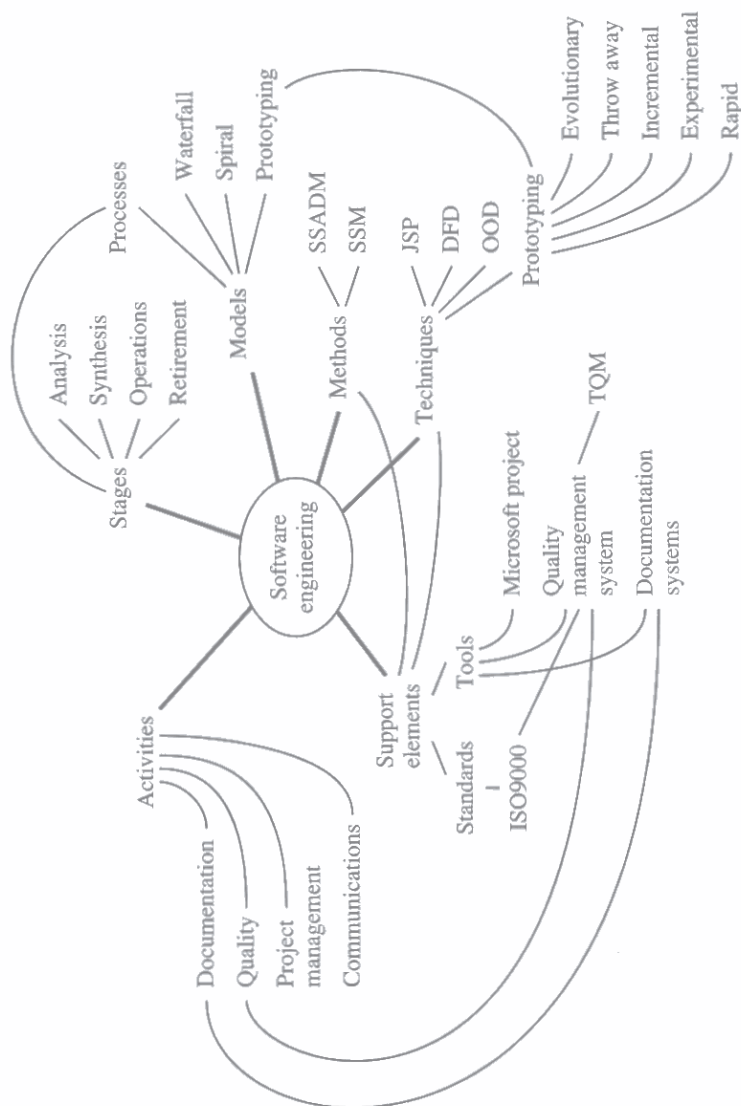 Software
engineering
Activities
Documentation
Quality
Project
management
Communications
Stages
Analysis
Synthesis
Operations
Retirement
Models
Processes
Waterfall
Spiral
Prototyping
Methods
SSADM
SSM
Techniques
JSP
DFD
OOD
Prototyping
Evolutionary
Throw away
Incremental
Experimental
Rapid
Support
elements
Standards
ISO9000
Tools
Microsoft project
Quality
management
system
TQM
Documentation
systems